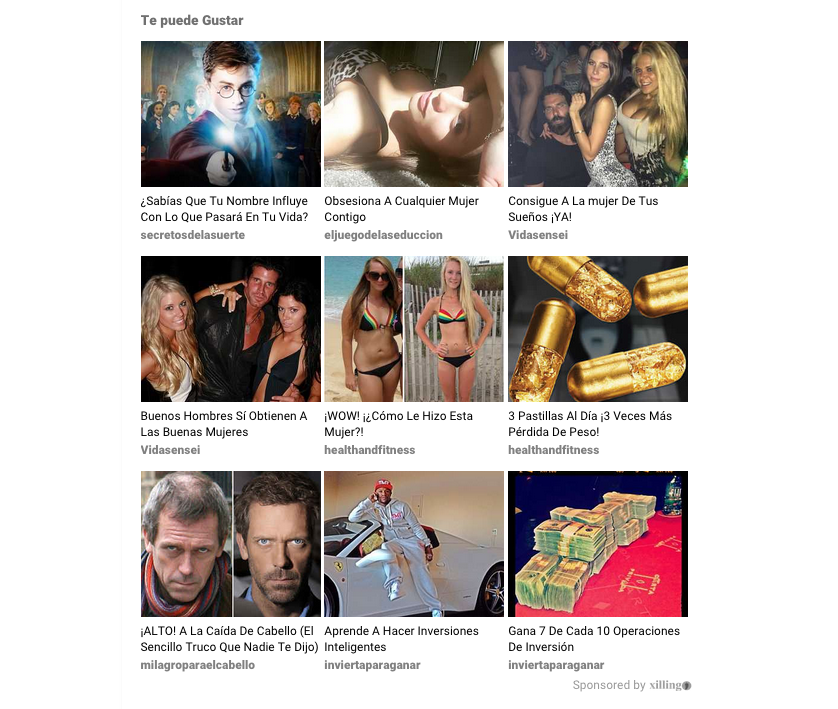 Te puede Gustar
¿Sabías Que Tu Nombre Influye
Con Lo Que Pasará En Tu Vida?
secretosdelasuerte
Obsesiona A Cualquier Mujer
Contigo
eljuegodelaseduccion
Consigue A La mujer De Tus
Sueños ¡YA!
Vidasensei
Buenos Hombres Sí Obtienen A
Las Buenas Mujeres
Vidasensei
¡WOW! ¡¿Cómo Le Hizo Esta
Mujer?!
healthandfitness
3 Pastillas Al Día ¡3 Veces Más
Pérdida De Peso!
healthandfitness
¡ALTO! A La Caída De Cabello (El
Sencillo Truco Que Nadie Te Dijo)
milagroparaelcabello
Aprende A Hacer Inversiones
Inteligentes
inviertaparaganar
Gana 7 De Cada 10 Operaciones
De Inversión
inviertaparaganar
Sponsored by xilling